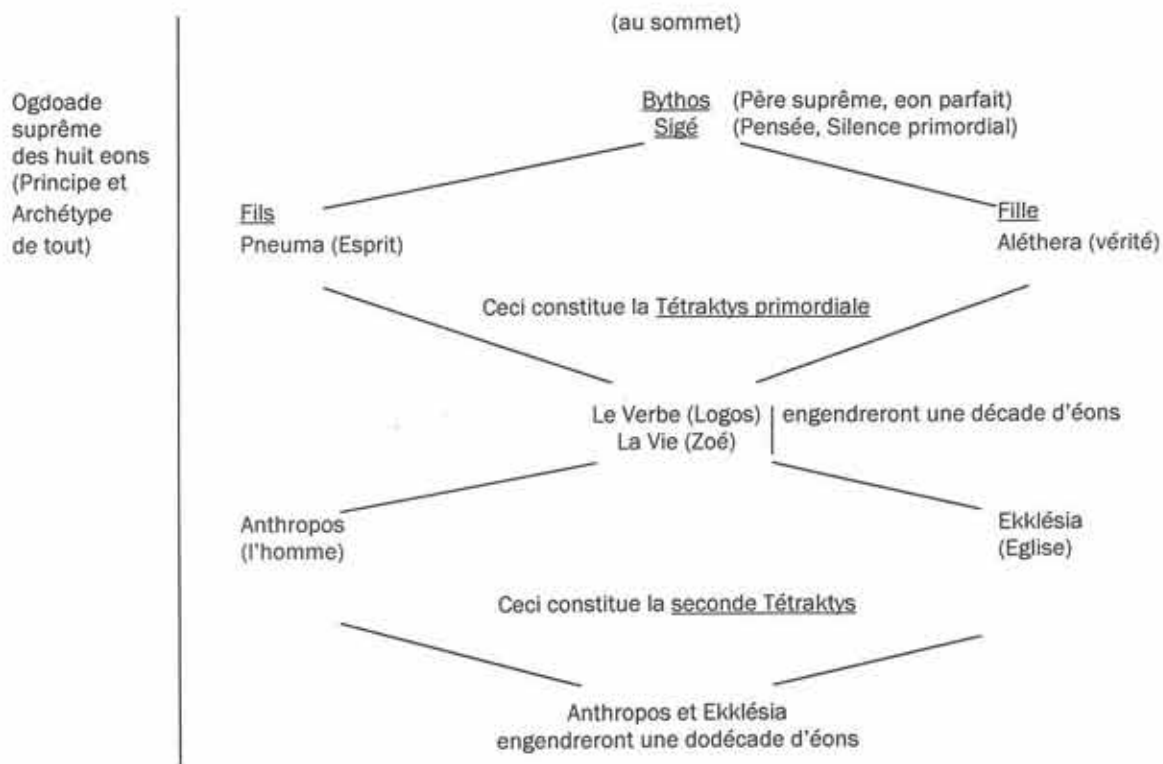 (au sommet)
Ogdoade
suprême
des huit eons
(Principe et
Archétype
de tout)
Bythos (Père suprême, eon parfait)
Sigé (Pensée, Silence primordial)
Fils
Pneuma (Esprit)
Fille
Aléthera (vérité)
Ceci constitue la Tétraktys primordiale
Le Verbe (Logos) engendreront une décade d'éons
La Vie (Zoé)
Anthropos
(l'homme)
Ekklésia
(Eglise)
Ceci constitue la seconde Tétraktys
Anthropos et Ekklésia
engendreront une dodécade d'éons